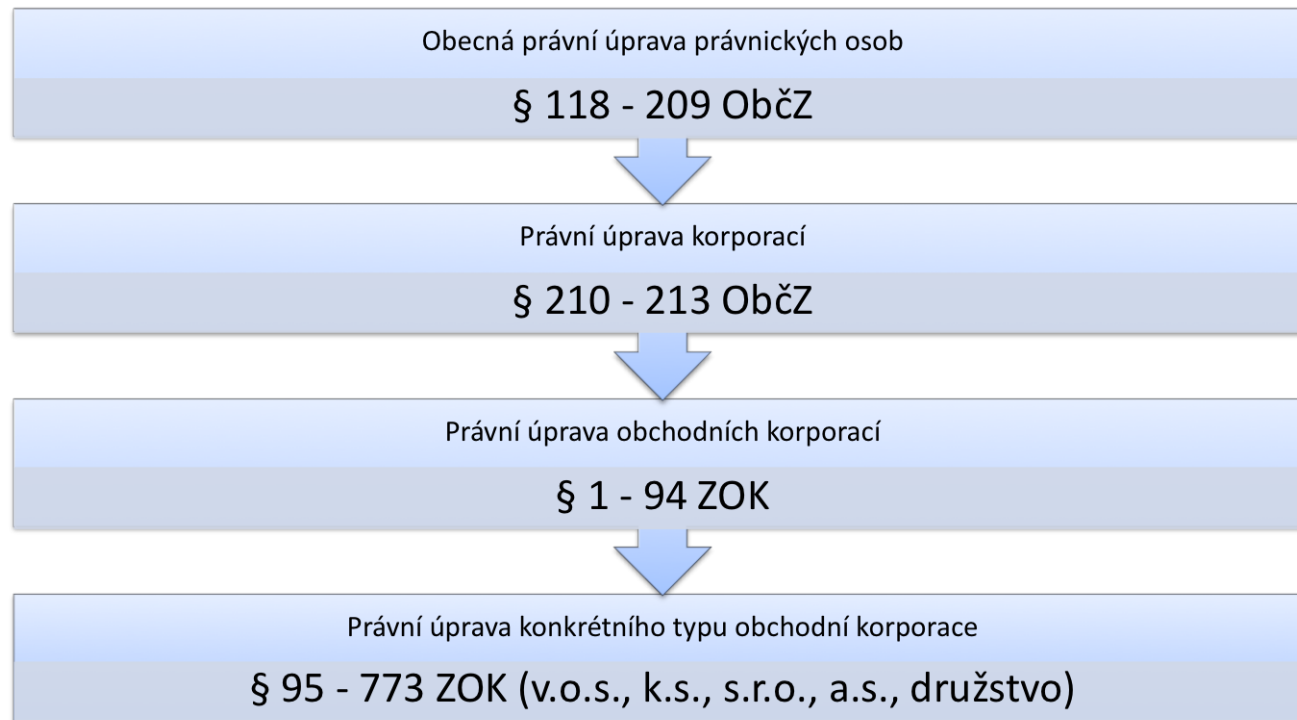 Obecná právní úprava právnických osob
§ 118 - 209 ObčZ
Právní úprava korporací
§ 210 - 213 ObčZ
Právní úprava obchodních korporací
§ 1 - 94 ZOK
Právní úprava konkrétního typu obchodní korporace
§ 95 - 773 ZOK (v.o.s., k.s., s.r.o., a.s., družstvo)